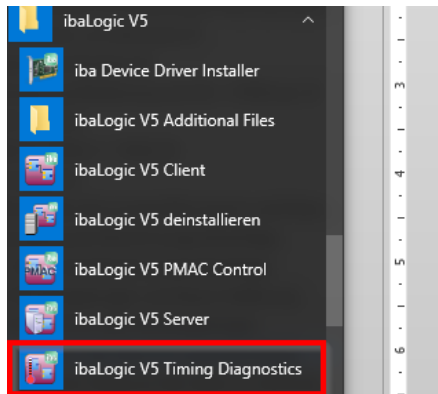 ibaLogic V5
iba Device Driver Installer
ibaLogic V5 Additional Files
ibaLogic V5 Client
ibaLogic V5 deinstallieren
PMAC
ibaLogic V5 PMAC Control
ibaLogic V5 Server
ibaLogic V5 Timing Diagnostics
3
4
5
6